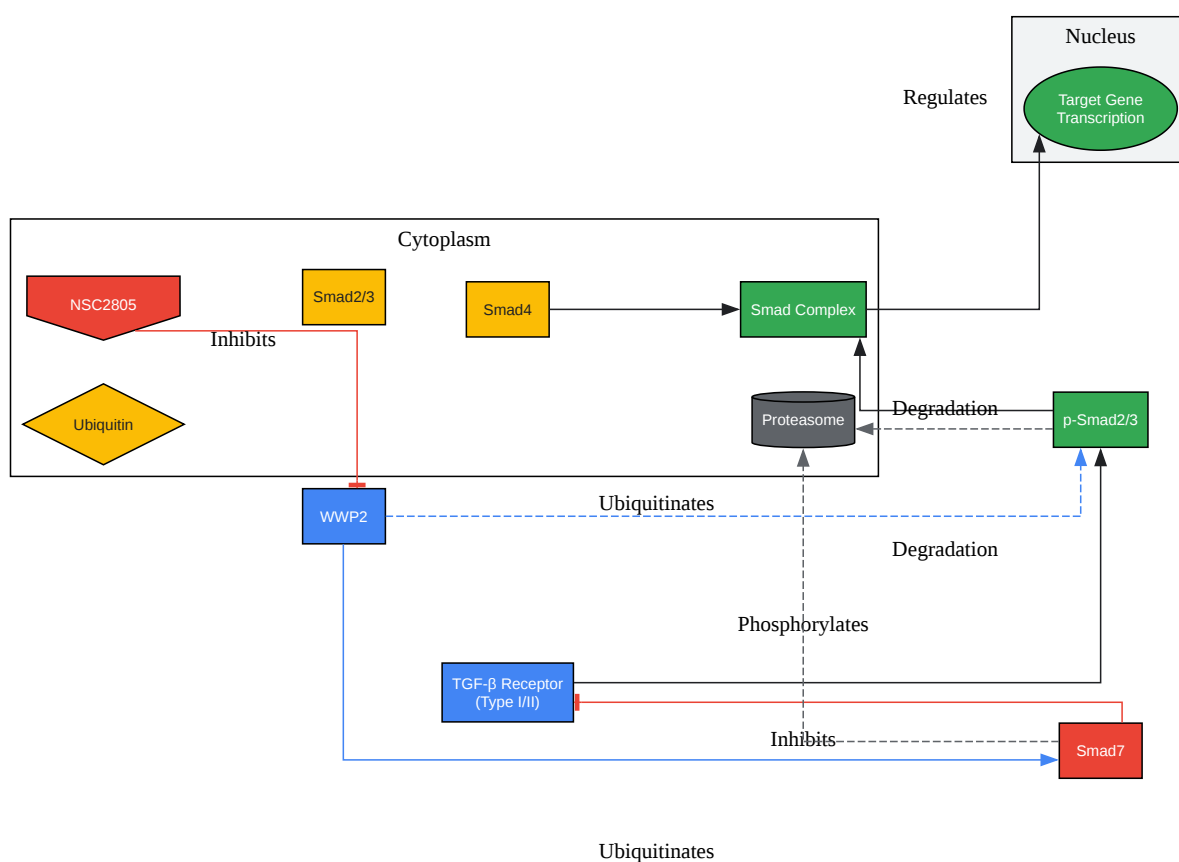 Nucleus
Target Gene
Transcription
Regulates
Cytoplasm
NSC2805
Smad2/3
Smad4
Smad Complex
Inhibits
Ubiquitin
Proteasome
Degradation
p-Smad2/3
WWP2
Ubiquitinates
Degradation
Phosphorylates
TGF-β Receptor
(Type I/II)
Inhibits
Smad7
Ubiquitinates